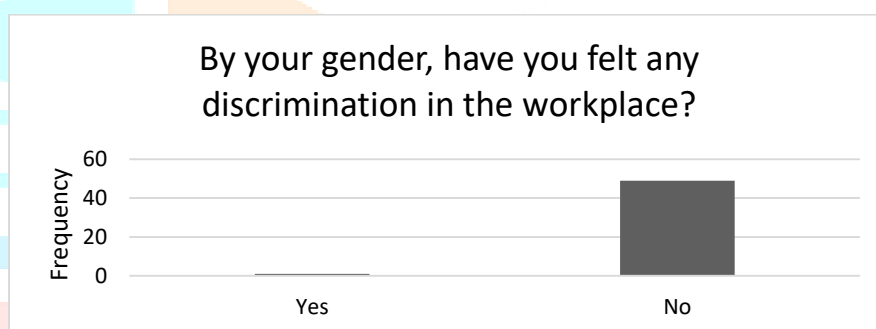 By your gender, have you felt any
discrimination in the workplace?
Frequency
60
40
20
0
Yes No